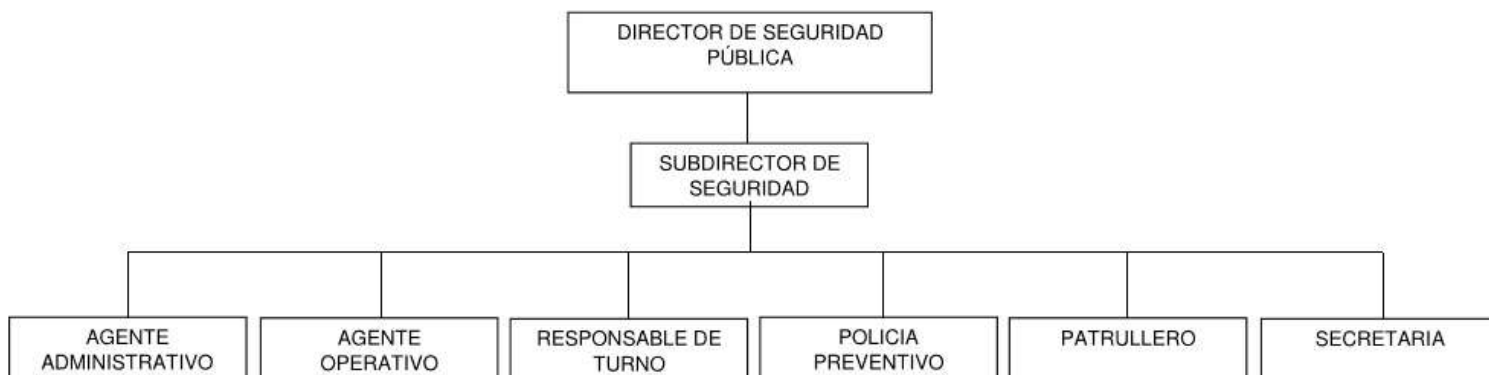 DIRECTOR DE SEGURIDAD
PÚBLICA
SUBDIRECTOR DE
SEGURIDAD
AGENTE
ADMINISTRATIVO
AGENTE
OPERATIVO
RESPONSABLE DE
TURNO
POLICIA
PREVENTIVO
PATRULLERO
SECRETARIA